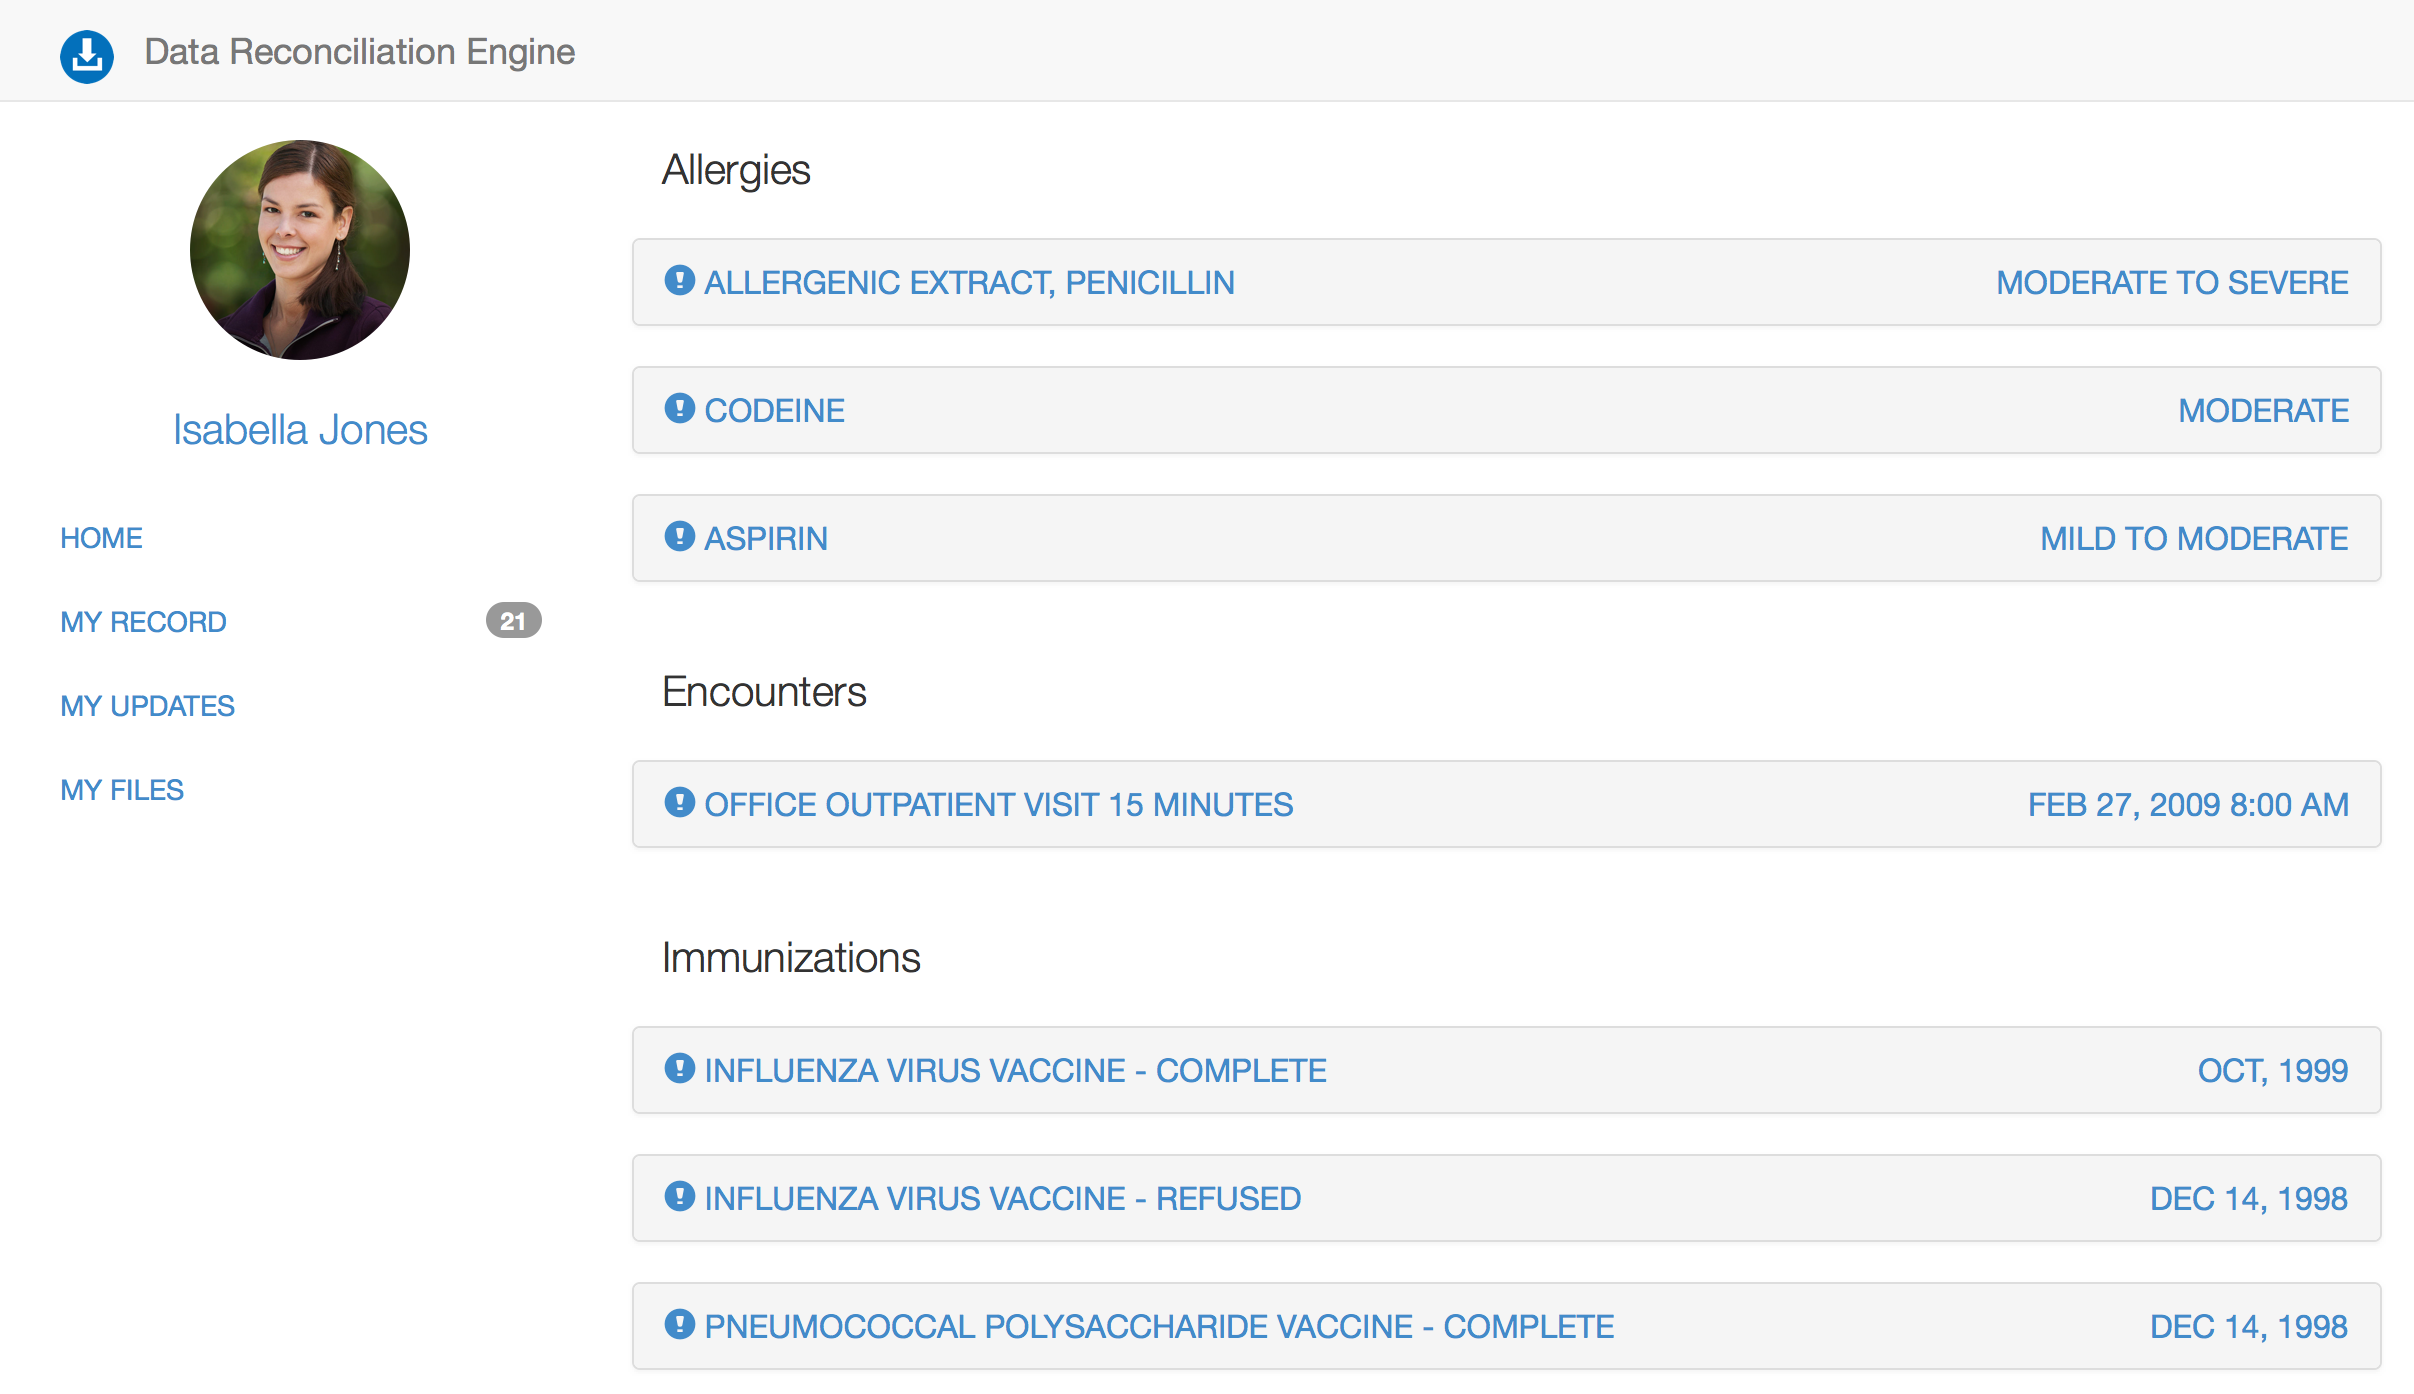 Data Reconciliation Engine
Isabella Jones
HOME
MY RECORD 21
MY UPDATES
MY FILES
Allergies
ALLERGENIC EXTRACT, PENICILLIN MODERATE TO SEVERE
CODEINE MODERATE
ASPIRIN MILD TO MODERATE
Encounters
OFFICE OUTPATIENT VISIT 15 MINUTES FEB 27, 2009 8:00 AM
Immunizations
INFLUENZA VIRUS VACCINE - COMPLETE OCT, 1999
INFLUENZA VIRUS VACCINE - REFUSED DEC 14, 1998
PNEUMOCOCCAL POLYSACCHARIDE VACCINE - COMPLETE DEC 14, 1998